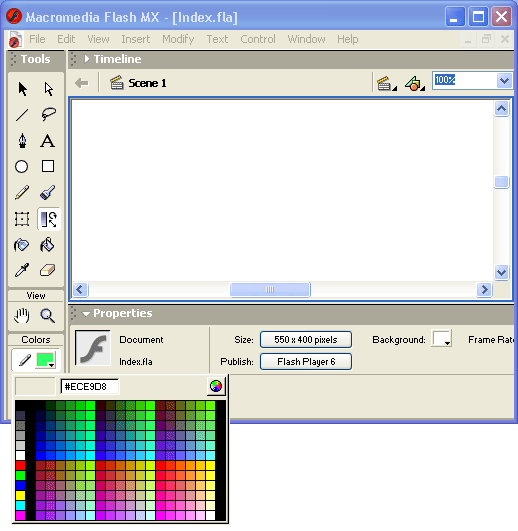 Macromedia Flash MX - [Index.fla]
File Edit View Insert Modify Text Control Window Help
Tools
Timeline
Scene 1
100%
A
View
Colors
Properties
Document
Size: 550 x 400 pixels Background: Frame Rat
Index.fla
Publish: Flash Player 6
#ECE9D8